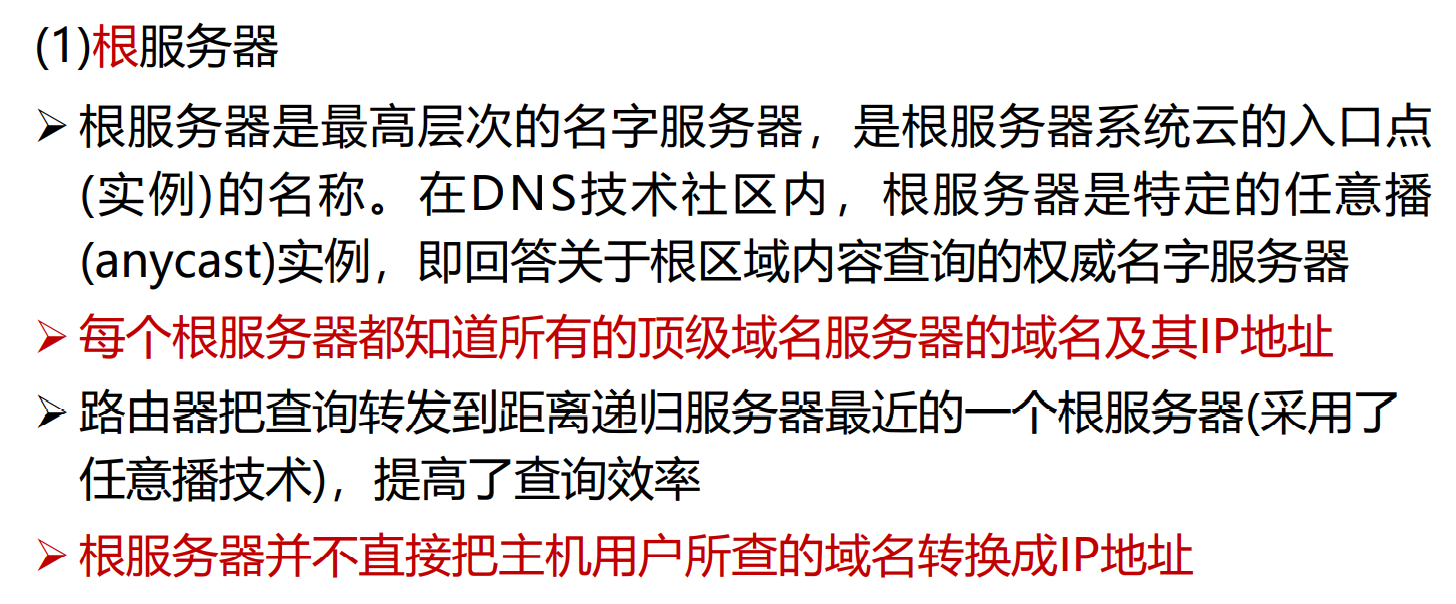 (1)根服务器
➢ 根服务器是最高层次的名字服务器，是根服务器系统云的入口点
(实例)的名称。在DNS技术社区内，根服务器是特定的任意播
(anycast)实例，即回答关于根区域内容查询的权威名字服务器
➢ 每个根服务器都知道所有的顶级域名服务器的域名及其IP地址
➢ 路由器把查询转发到距离递归服务器最近的一个根服务器(采用了
任意播技术)，提高了查询效率
➢ 根服务器并不直接把主机用户所查的域名转换成IP地址